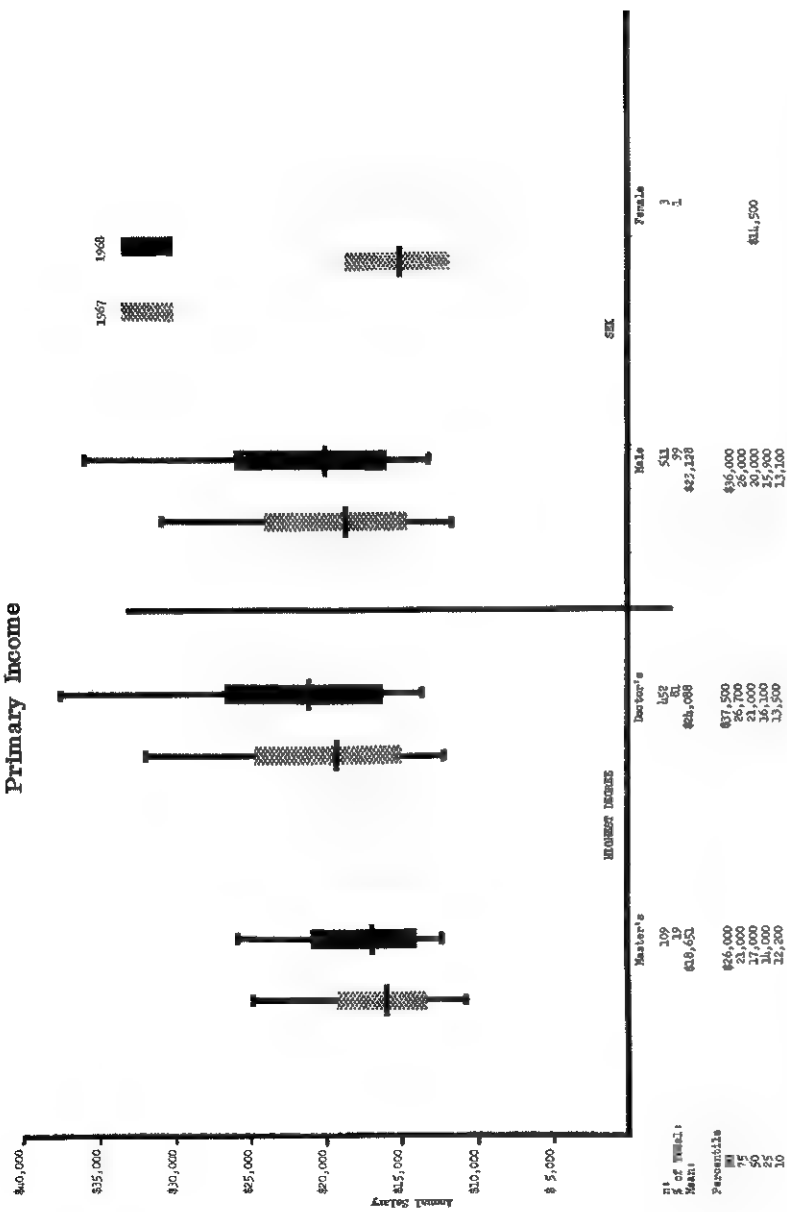 Primary Income
1967 1968
$40,000
$35,000
$30,000
$25,000
$20,000
$15,000
$10,000
$ 5,000
Annual Salary
HIGHEST DEGREE SEX
Master's Doctor's Male Female
n: 109 452 511 3
% of Total: 19 81 99 1
Mean: $18,651 $24,088 $23,128
Percentile
$26,000 $37,500 $36,000
75 21,000 26,700 26,000
50 17,000 21,000 20,000 $14,500
25 14,000 16,100 15,900
10 12,200 13,500 13,100